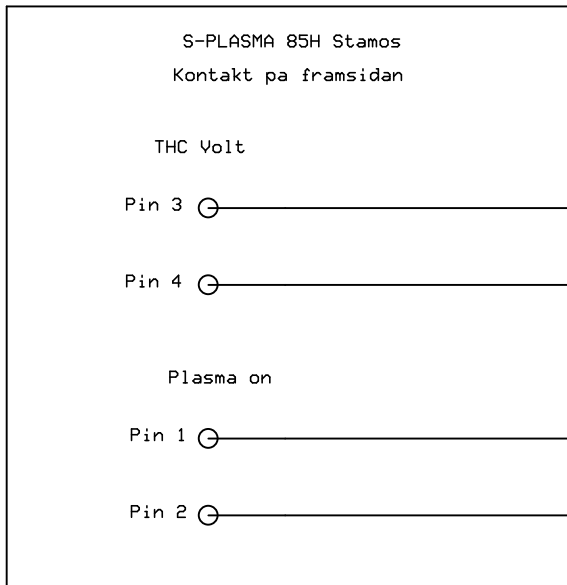 S-PLASMA 85H Stamos
Kontakt pa framsidan
THC Volt
Pin 3
Pin 4
Plasma on
Pin 1
Pin 2